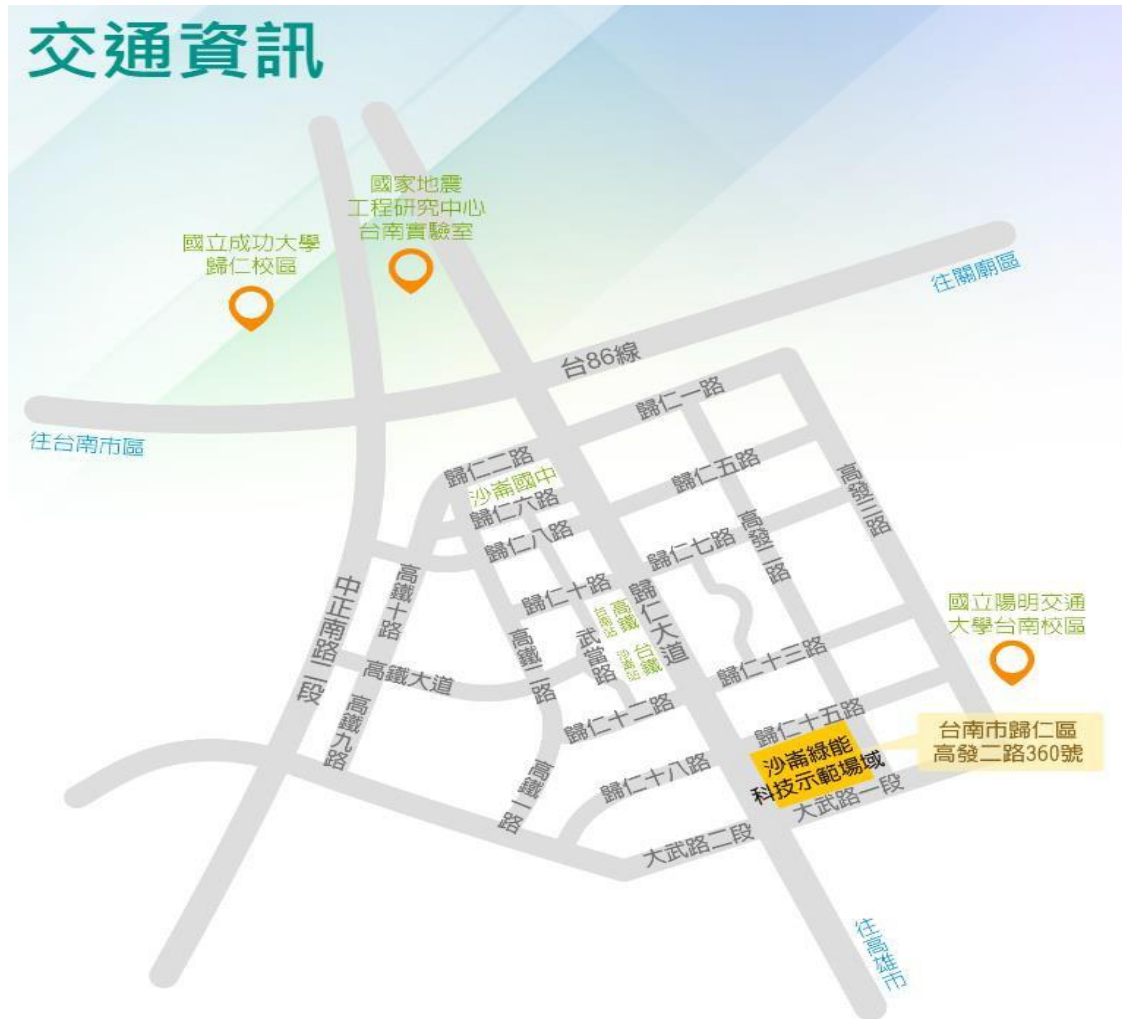 交通資訊
國家地震
工程研究中心
台南實驗室
國立成功大學
歸仁校區
往關廟區
台86線
往台南市區
歸仁一路
歸仁二路
沙崙國中
歸仁六路
歸仁五路
歸仁八路
歸仁七路
高發三路
高發二路
歸仁十路
高鐵十路
中正南路二段
高鐵
台南站
歸仁大道
武當路
台鐵
沙崙站
高鐵二路
國立陽明交通
大學台南校區
高鐵大道
歸仁十三路
歸仁十二路
高鐵九路
歸仁十五路
台南市歸仁區
高發二路360號
沙崙綠能
科技示範場域
歸仁十八路
高鐵一路
大武路一段
大武路二段
往高雄市